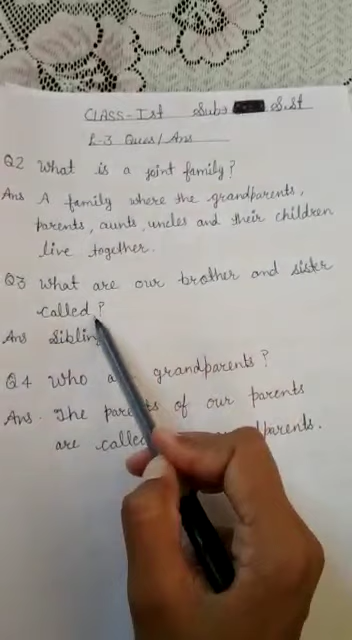 CLASS-Ist Subs S.St
L-3 Ques/Ans
Q2 What is a joint family?
Ans A family where the grandparents,
parents, aunts, uncles and their children
live together.
Q3 What are our brother and sister
called?
Ans Sibling
Q4 Who grandparents?
Ans. The parents of our parents
are called